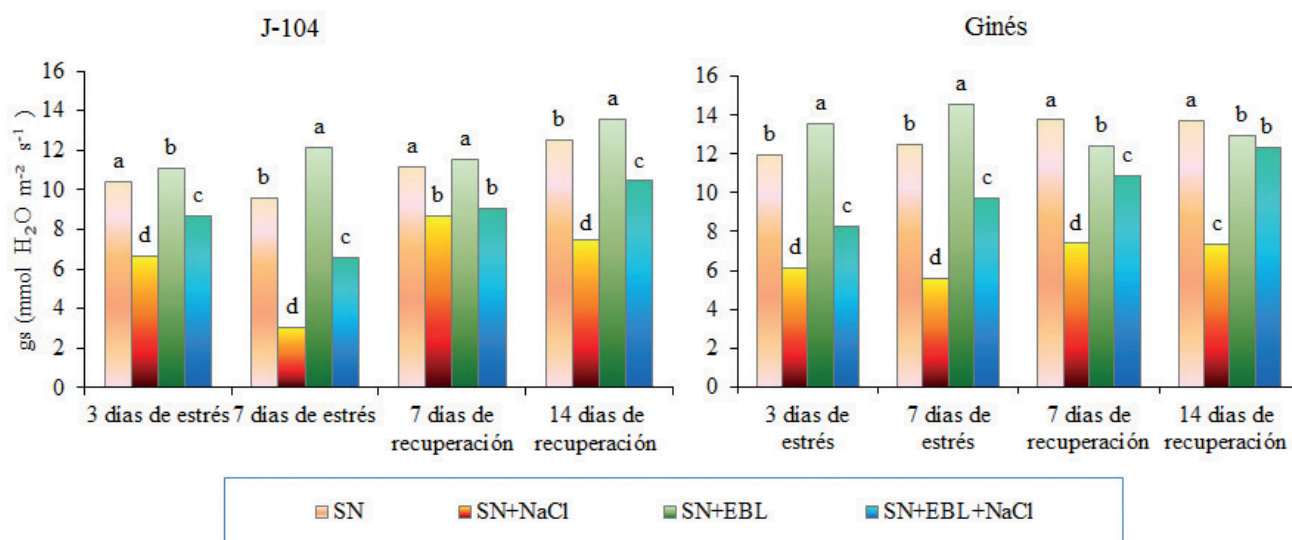 J-104
gs (mmol H₂O m⁻² s⁻¹ )
16
14
12
10
8
6
4
2
0
a
d
b
c
b
d
a
c
a
b
a
b
b
d
a
c
3 días de estrés
7 días de estrés
7 días de
recuperación
14 días de
recuperación
Ginés
16
14
12
10
8
6
4
2
0
b
d
a
c
b
d
a
c
a
d
b
c
a
c
b
b
3 días de
estrés
7 días de
estrés
7 días de
recuperación
14 días de
recuperación
SN
SN+NaCl
SN+EBL
SN+EBL+NaCl